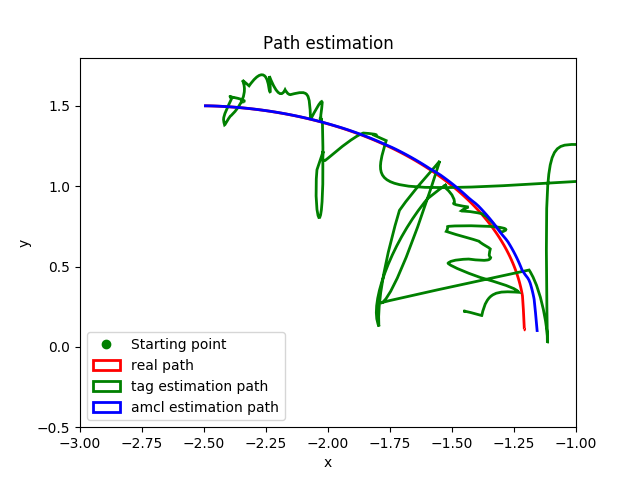 Path estimation
y
1.5
1.0
0.5
0.0
−0.5
Starting point
real path
tag estimation path
amcl estimation path
−3.00 −2.75 −2.50 −2.25 −2.00 −1.75 −1.50 −1.25 −1.00
x